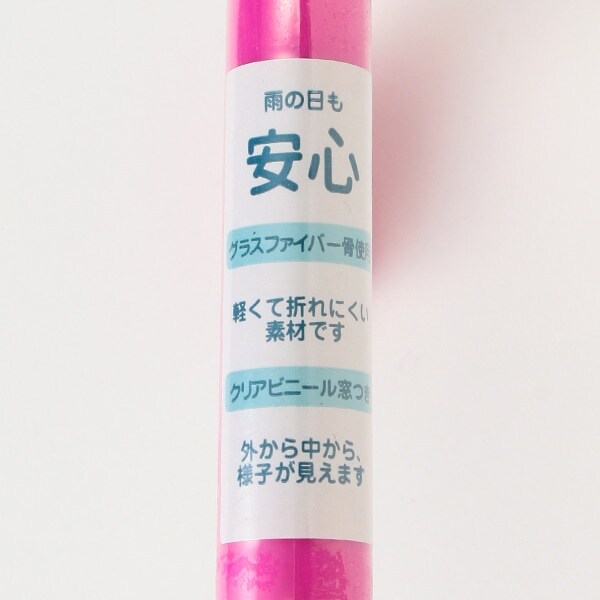 雨の日も
安心
グラスファイバー骨使用
軽くて折れにくい
素材です
クリアビニール窓つき
外から中から、
様子が見えます